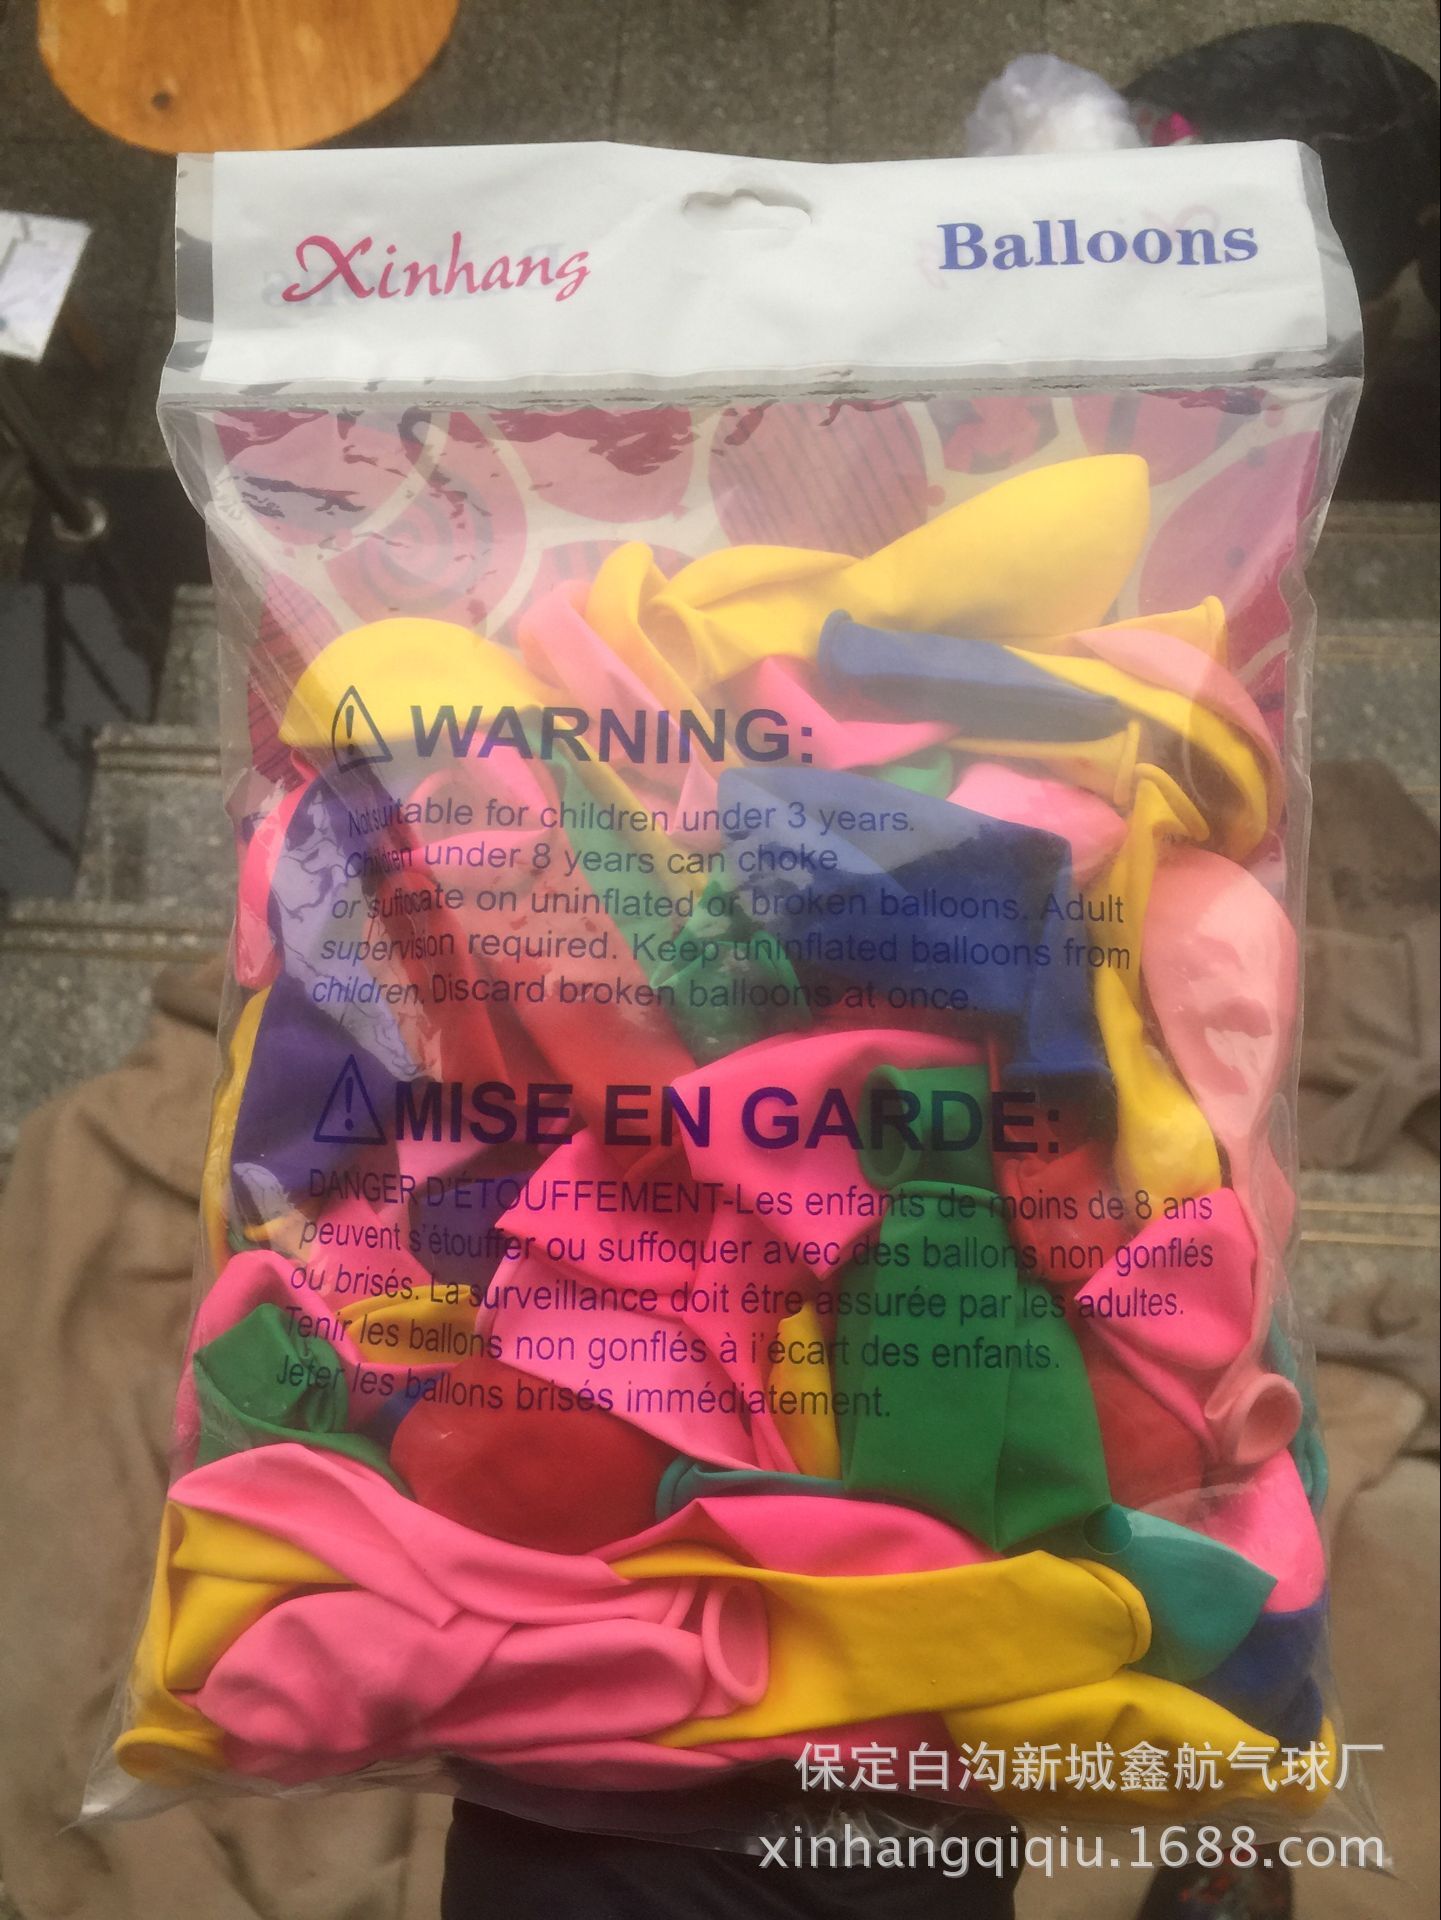 Xinhang
Balloons
WARNING:
Not suitable for children under 3 years.
Children under 8 years can choke
or suffocate on uninflated or broken balloons. Adult
supervision required. Keep uninflated balloons from
children. Discard broken balloons at once.
MISE EN GARDE:
DANGER D'ÉTOUFFEMENT-Les enfants de moins de 8 ans
peuvent s'étouffer ou suffoquer avec des ballons non gonflés
ou brisés. La surveillance doit être assurée par les adultes.
Tenir les ballons non gonflés à i'écart des enfants.
Jeter les ballons brisés immédiatement.
保定白沟新城鑫航气球厂
xinhangqiqiu.1688.com